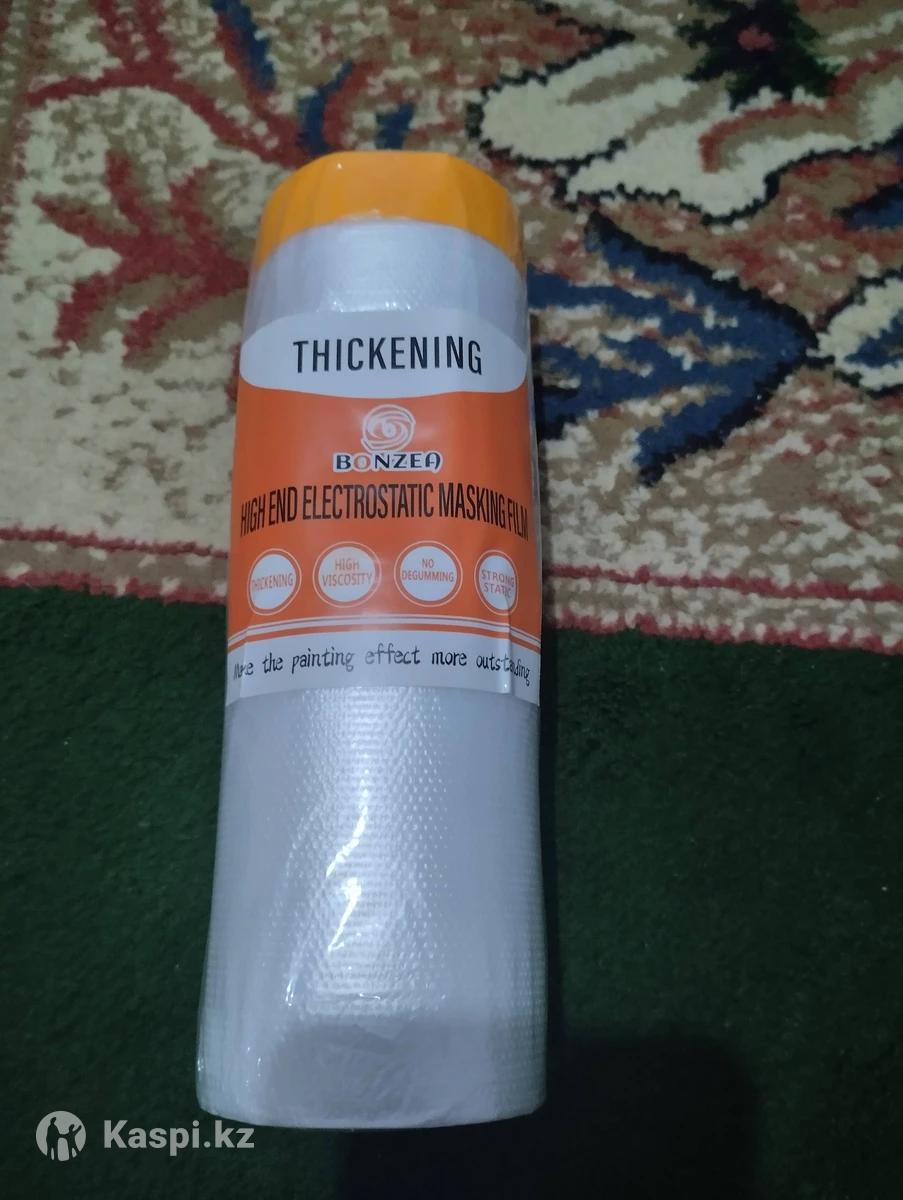 THICKENING
BONZEA
HIGH END ELECTROSTATIC MASKING FILM
THICKENING
HIGH
VISCOSITY
NO
DEGUMMING
STRONG
STATIC
the painting effect more outstanding
Kaspi.kz